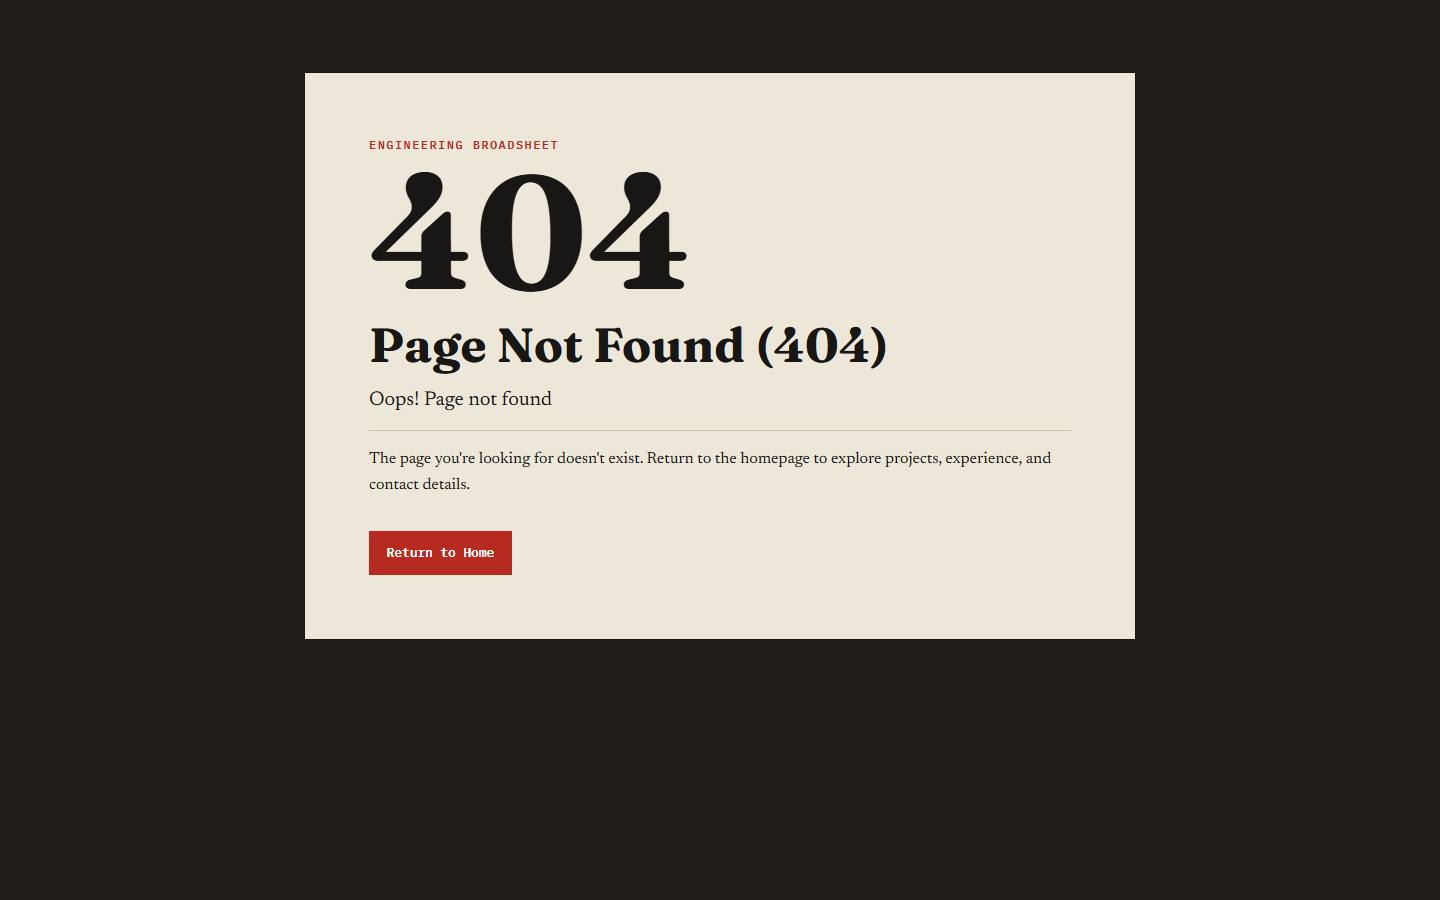 ENGINEERING BROADSHEET
404
Page Not Found (404)
Oops! Page not found
The page you're looking for doesn't exist. Return to the homepage to explore projects, experience, and
contact details.
Return to Home